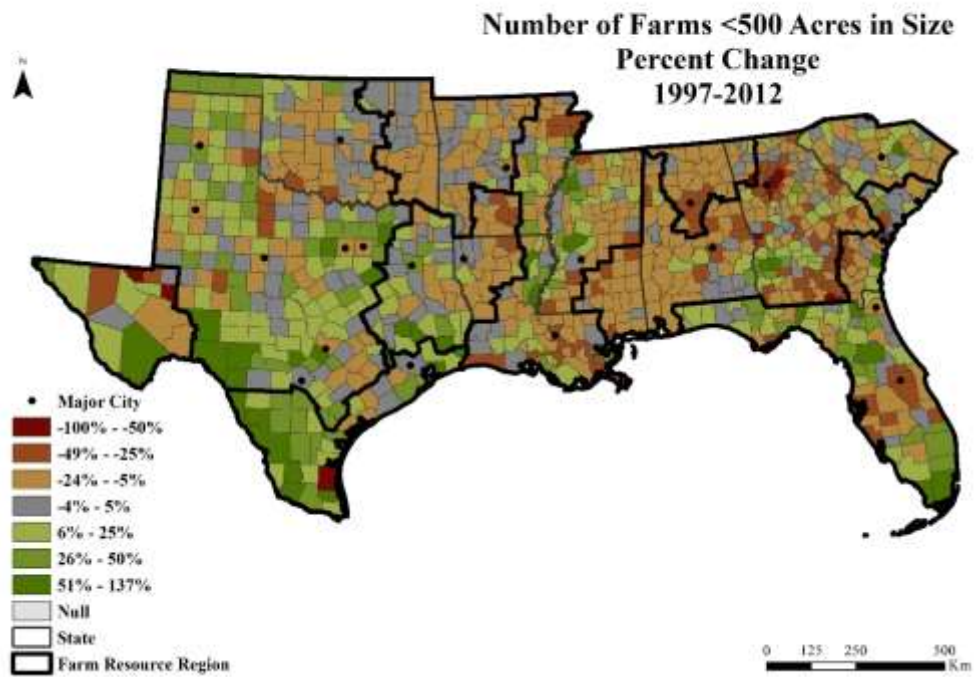 Number of Farms <500 Acres in Size
Percent Change
1997-2012
N
Major City
-100% - -50%
-49% - -25%
-24% - -5%
-4% - 5%
6% - 25%
26% - 50%
51% - 137%
Null
State
Farm Resource Region
0 125 250 500
Km